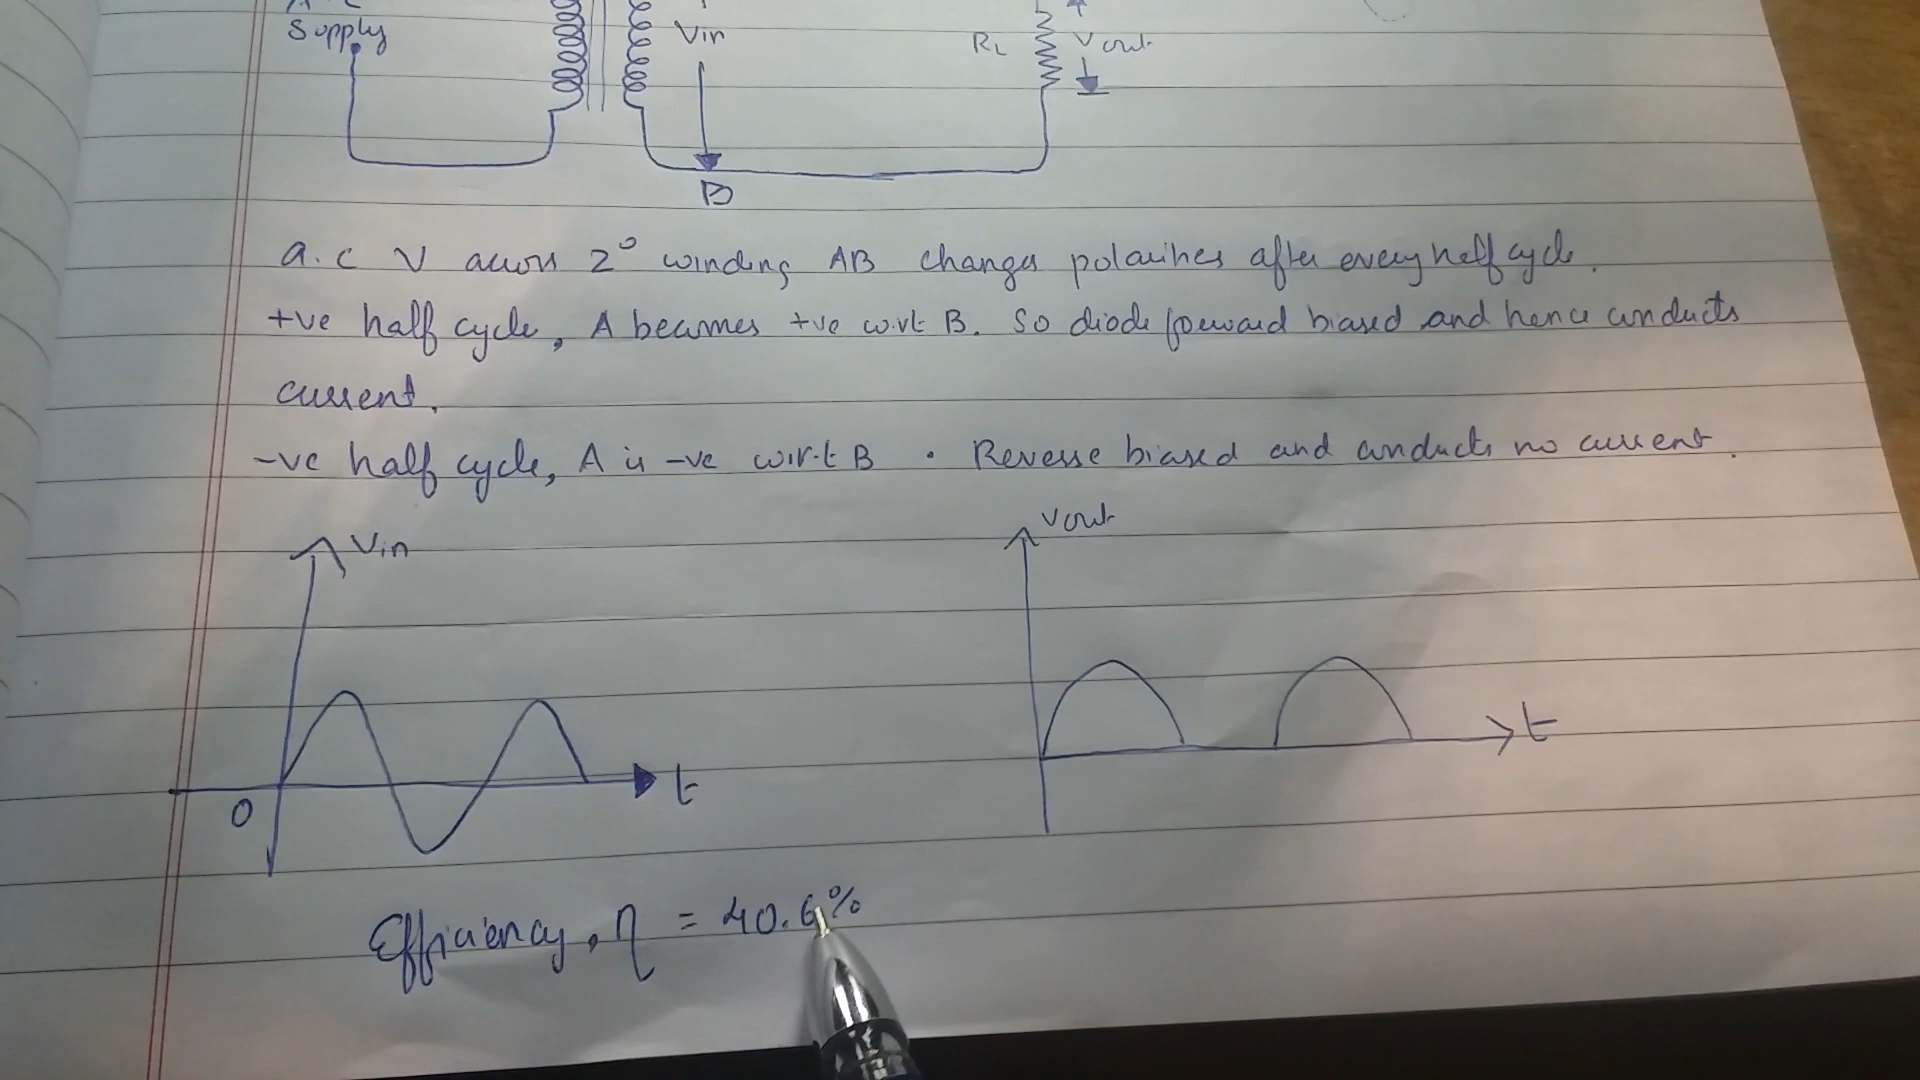 Supply
Vin
RL
Vout
B
a.c V across 2° winding AB changes polarities after every half cycle.
+ve half cycle, A becomes +ve w.r.t B. So diode forward biased and hence conducts
current.
-ve half cycle, A is -ve w.r.t B. Reverse biased and conducts no current.
Vin
Vout
t
t
0
Efficiency, η = 40.6%